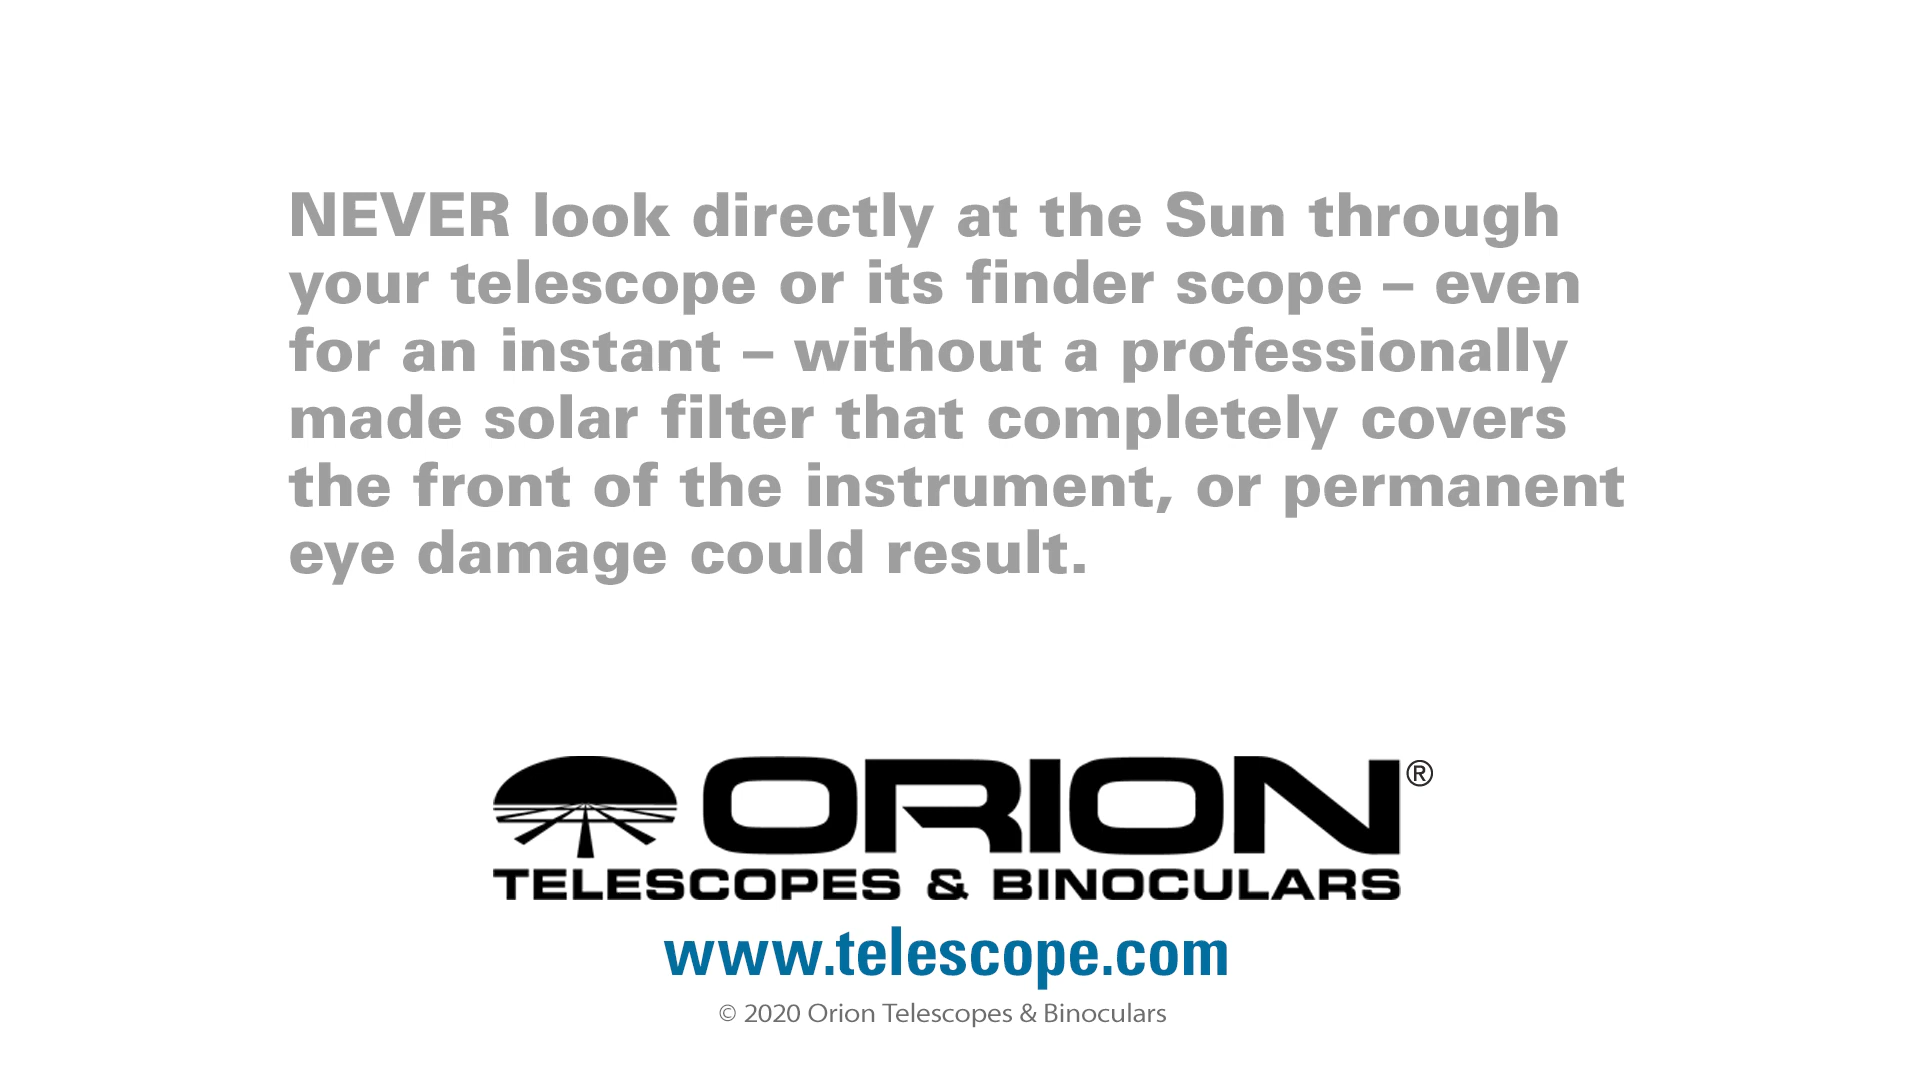 NEVER look directly at the Sun through
your telescope or its finder scope – even
for an instant – without a professionally
made solar filter that completely covers
the front of the instrument, or permanent
eye damage could result.
ORION®
TELESCOPES & BINOCULARS
www.telescope.com
© 2020 Orion Telescopes & Binoculars